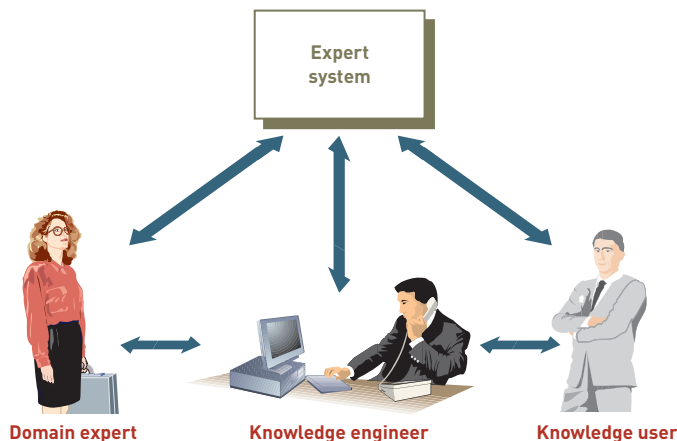 Expert
system
Domain expert
Knowledge engineer
Knowledge user